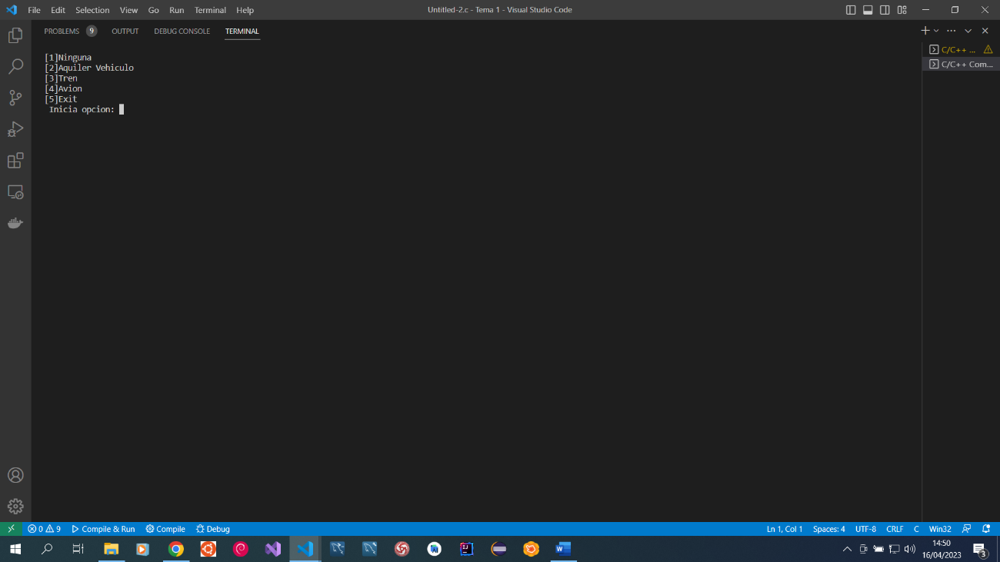 File Edit Selection View Go Run Terminal Help
Untitled-2.c - Tema 1 - Visual Studio Code
PROBLEMS 9 OUTPUT DEBUG CONSOLE TERMINAL
C/C++ ...
C/C++ Com...
[1]Ninguna
[2]Aquiler Vehiculo
[3]Tren
[4]Avion
[5]Exit
Inicia opcion:
0 9 Compile & Run Compile Debug
Ln 1, Col 1 Spaces: 4 UTF-8 CRLF C Win32
14:50
16/04/2023
3